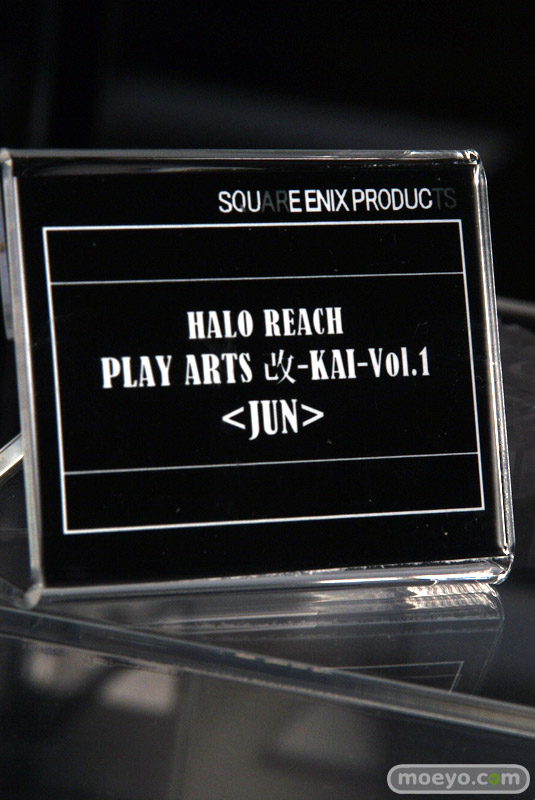 SQUARE ENIX PRODUCTS
HALO REACH
PLAY ARTS 改-KAI-Vol.1
<JUN>
moeyo.com